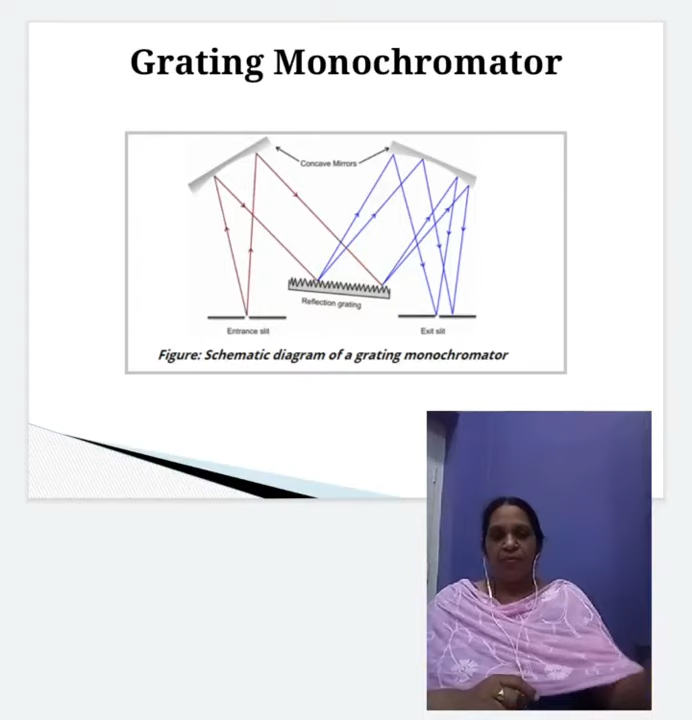 Grating Monochromator
Concave Mirrors
Reflection grating
Entrance slit
Exit slit
Figure: Schematic diagram of a grating monochromator